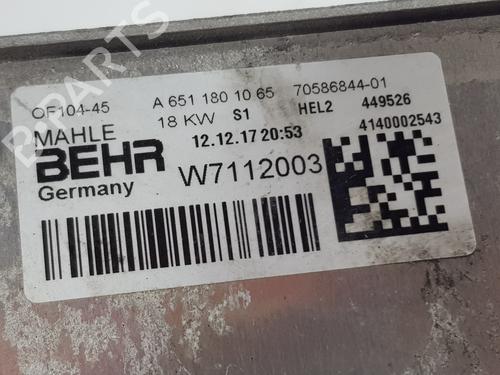 OF104-45 A 651 180 10 65 70586844-01
MAHLE 18 KW S1 HEL2 449526
BEHR 12.12.17 20:53 4140002543
Germany W7112003
B PARTS